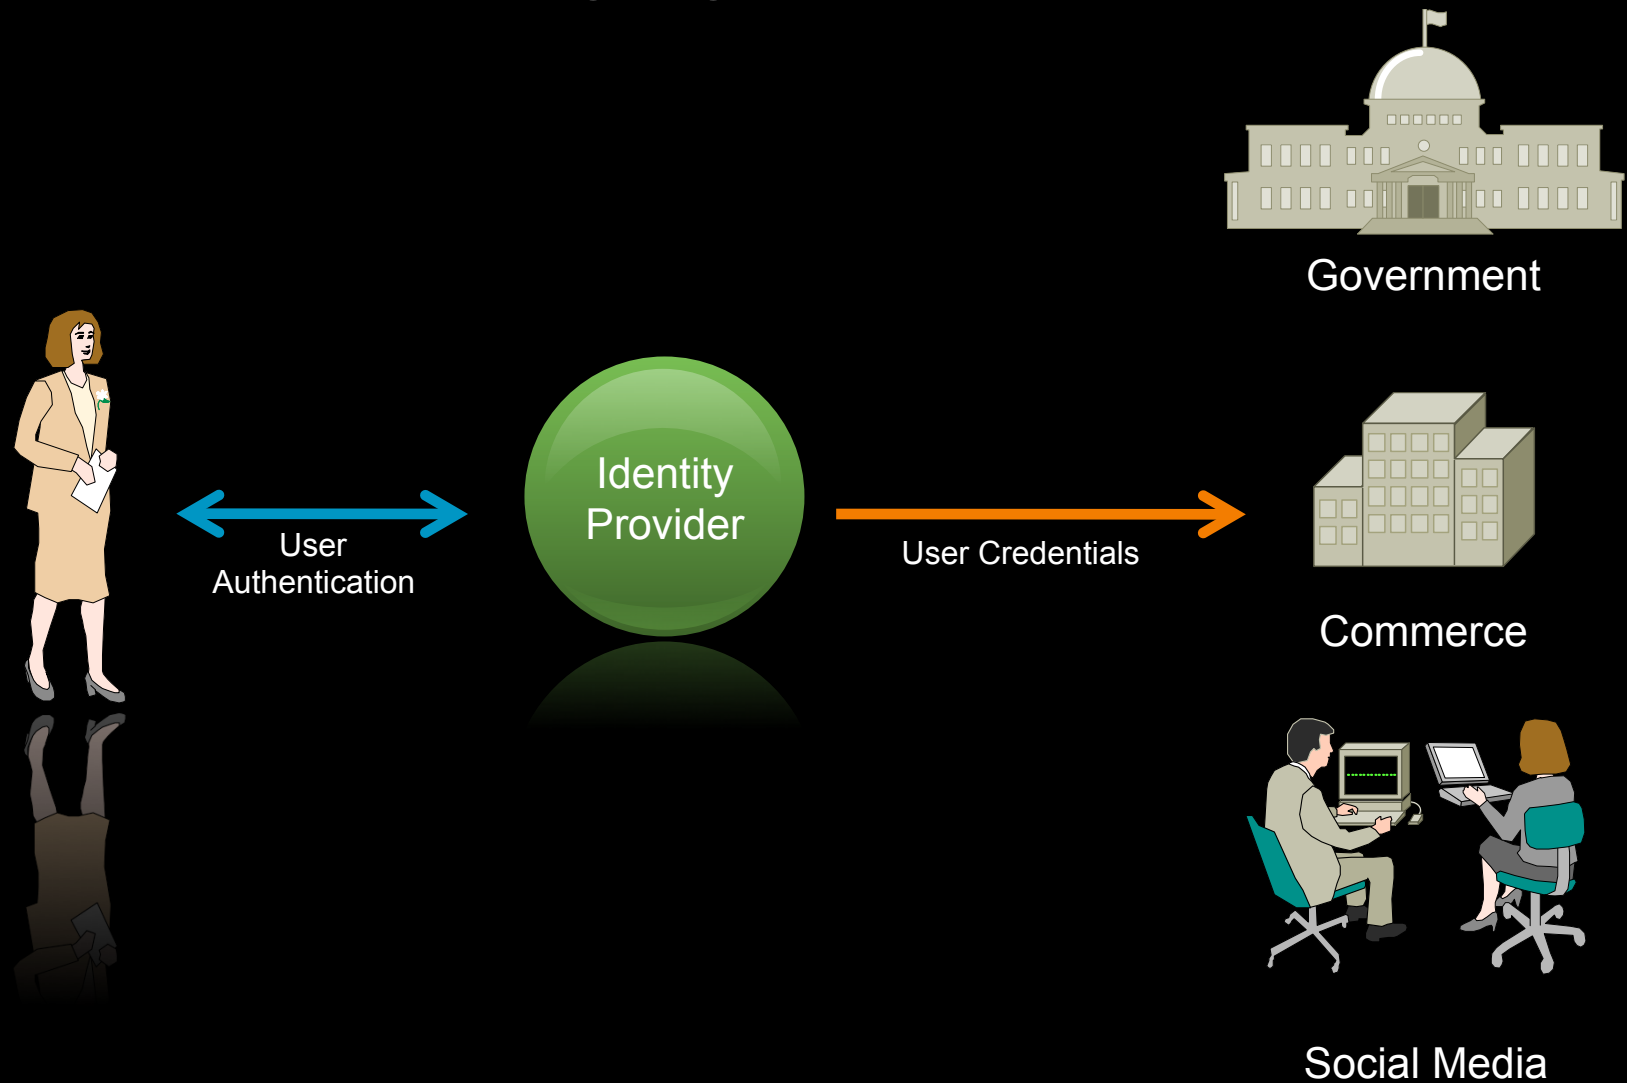 Government
Identity
Provider
User
Authentication
User Credentials
Commerce
Social Media